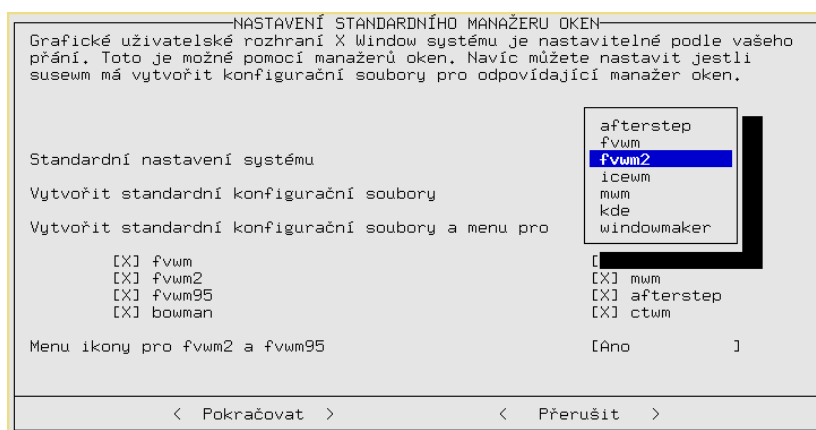 NASTAVENÍ STANDARDNÍHO MANAŽERU OKEN
Grafické uživatelské rozhraní X Window systému je nastavitelné podle vašeho
přání. Toto je možné pomocí manažerů oken. Navíc můžete nastavit jestli
susewm má vytvořit konfigurační soubory pro odpovídající manažer oken.
afterstep
fvwm
Standardní nastavení systému fvwm2
icewm
Vytvořit standardní konfigurační soubory mwm
kde
Vytvořit standardní konfigurační soubory a menu pro windowmaker
[X] fvwm [
[X] fvwm2 [X] mwm
[X] fvwm95 [X] afterstep
[X] bowman [X] ctwm
Menu ikony pro fvwm2 a fvwm95 [Ano ]
< Pokračovat > < Přerušit >